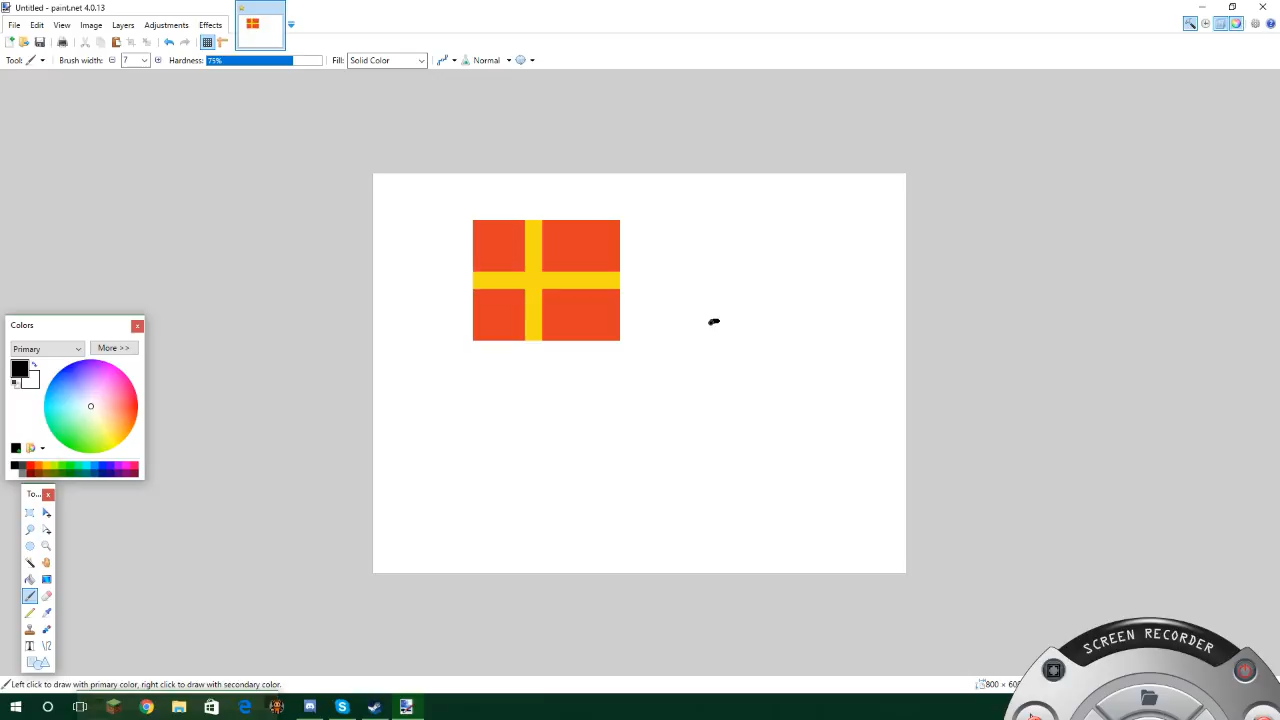 Untitled - paint.net 4.0.13
File Edit View Image Layers Adjustments Effects
Tool: Brush width: 7 Hardness: 75% Fill: Solid Color Normal
Colors
Primary More >>
To...
Left click to draw with primary color, right click to draw with secondary color.
SCREEN RECORDER